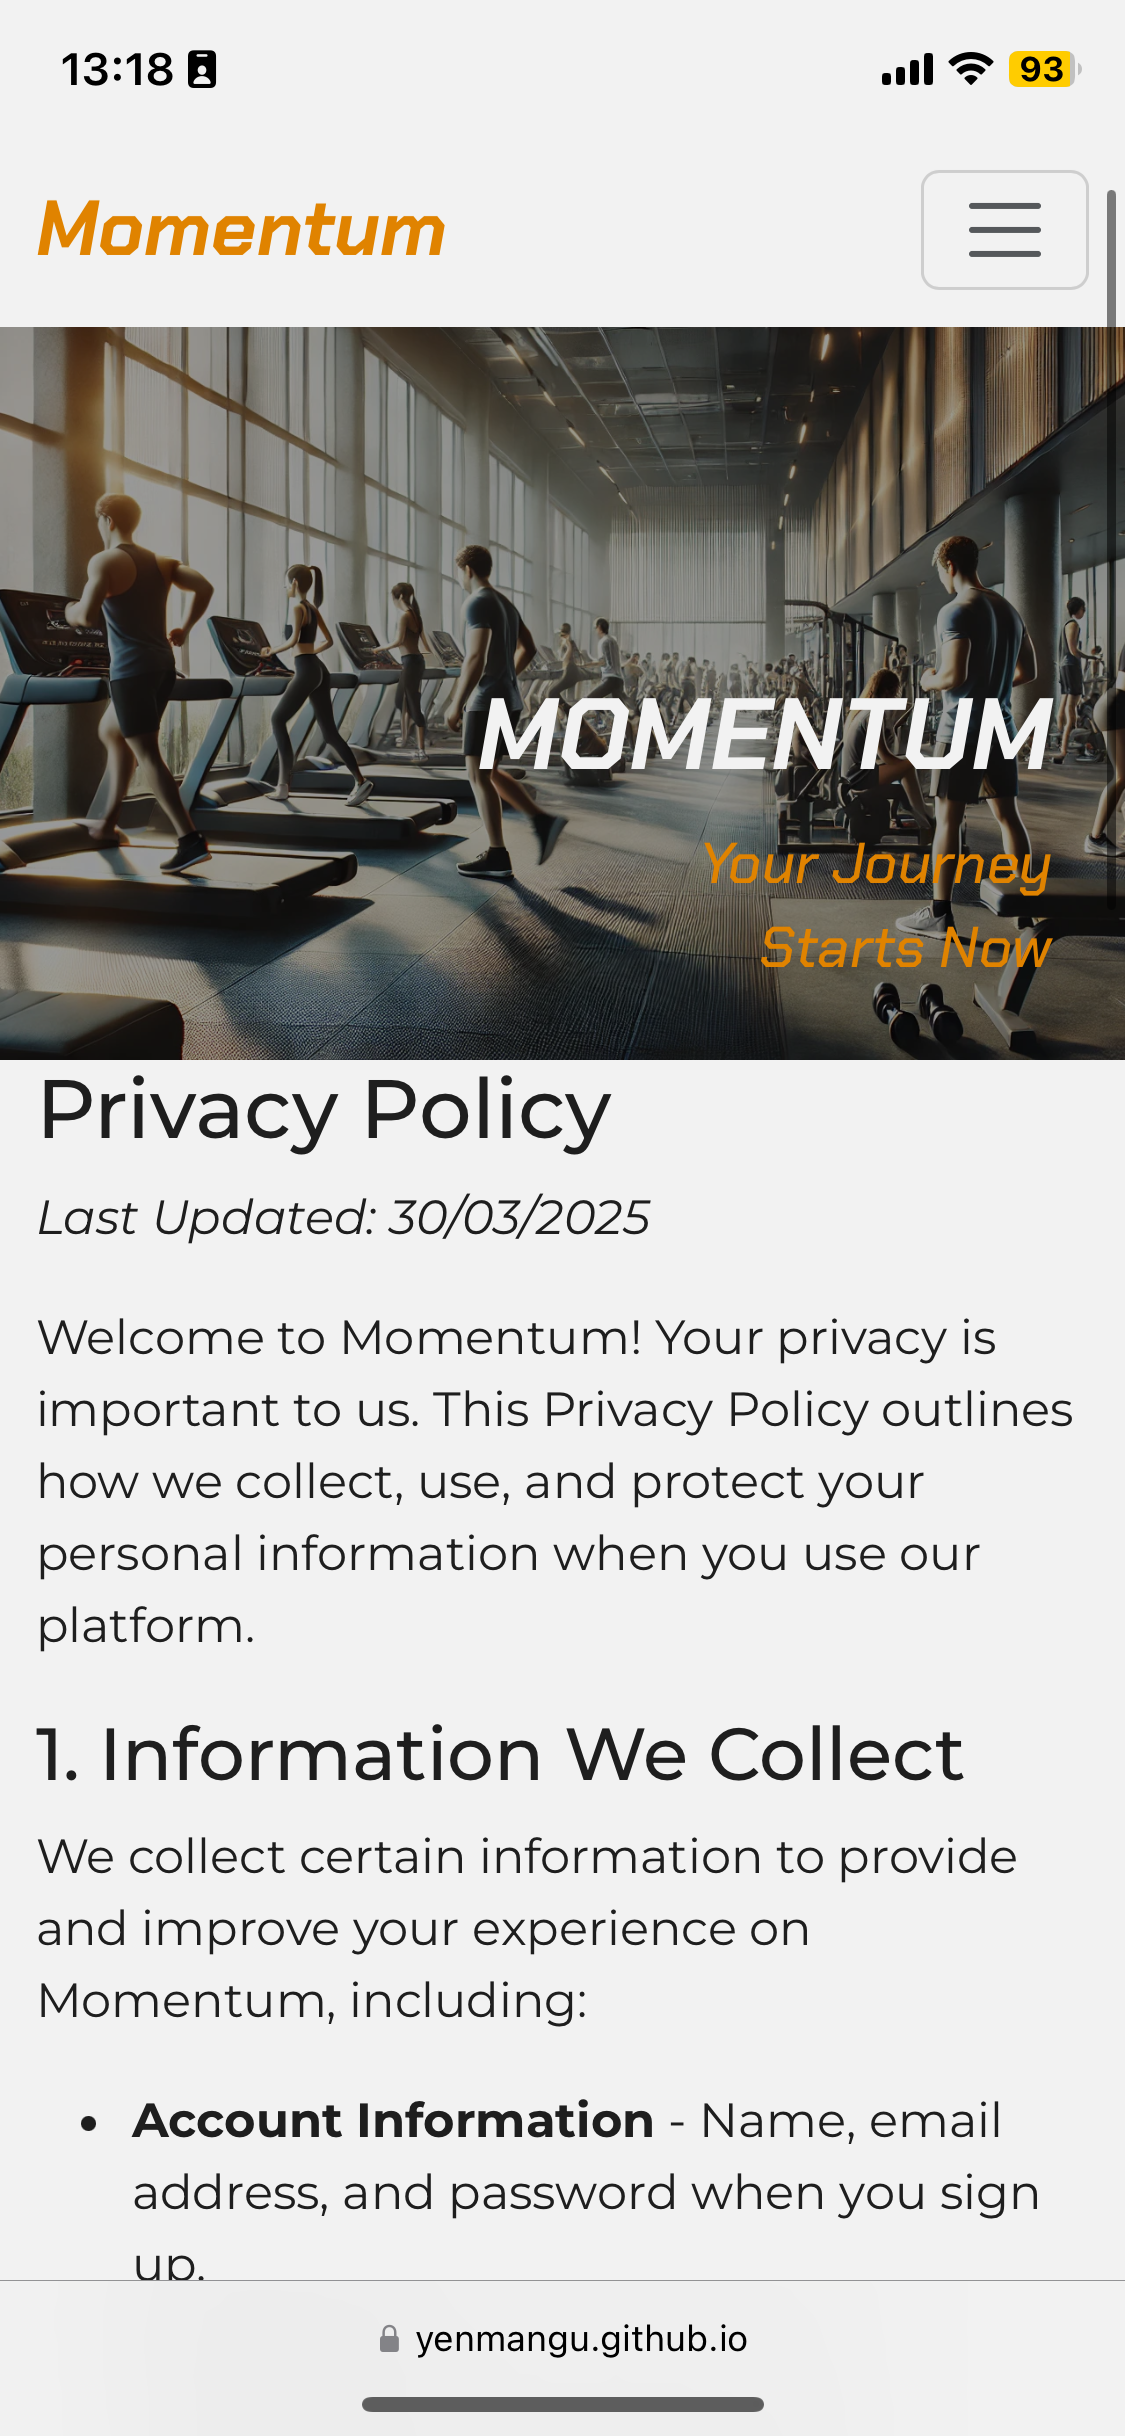 13:18
93
Momentum
MOMENTUM
Your Journey
Starts Now
Privacy Policy
Last Updated: 30/03/2025
Welcome to Momentum! Your privacy is
important to us. This Privacy Policy outlines
how we collect, use, and protect your
personal information when you use our
platform.
1. Information We Collect
We collect certain information to provide
and improve your experience on
Momentum, including:
• Account Information - Name, email
address, and password when you sign
up.
yenmangu.github.io